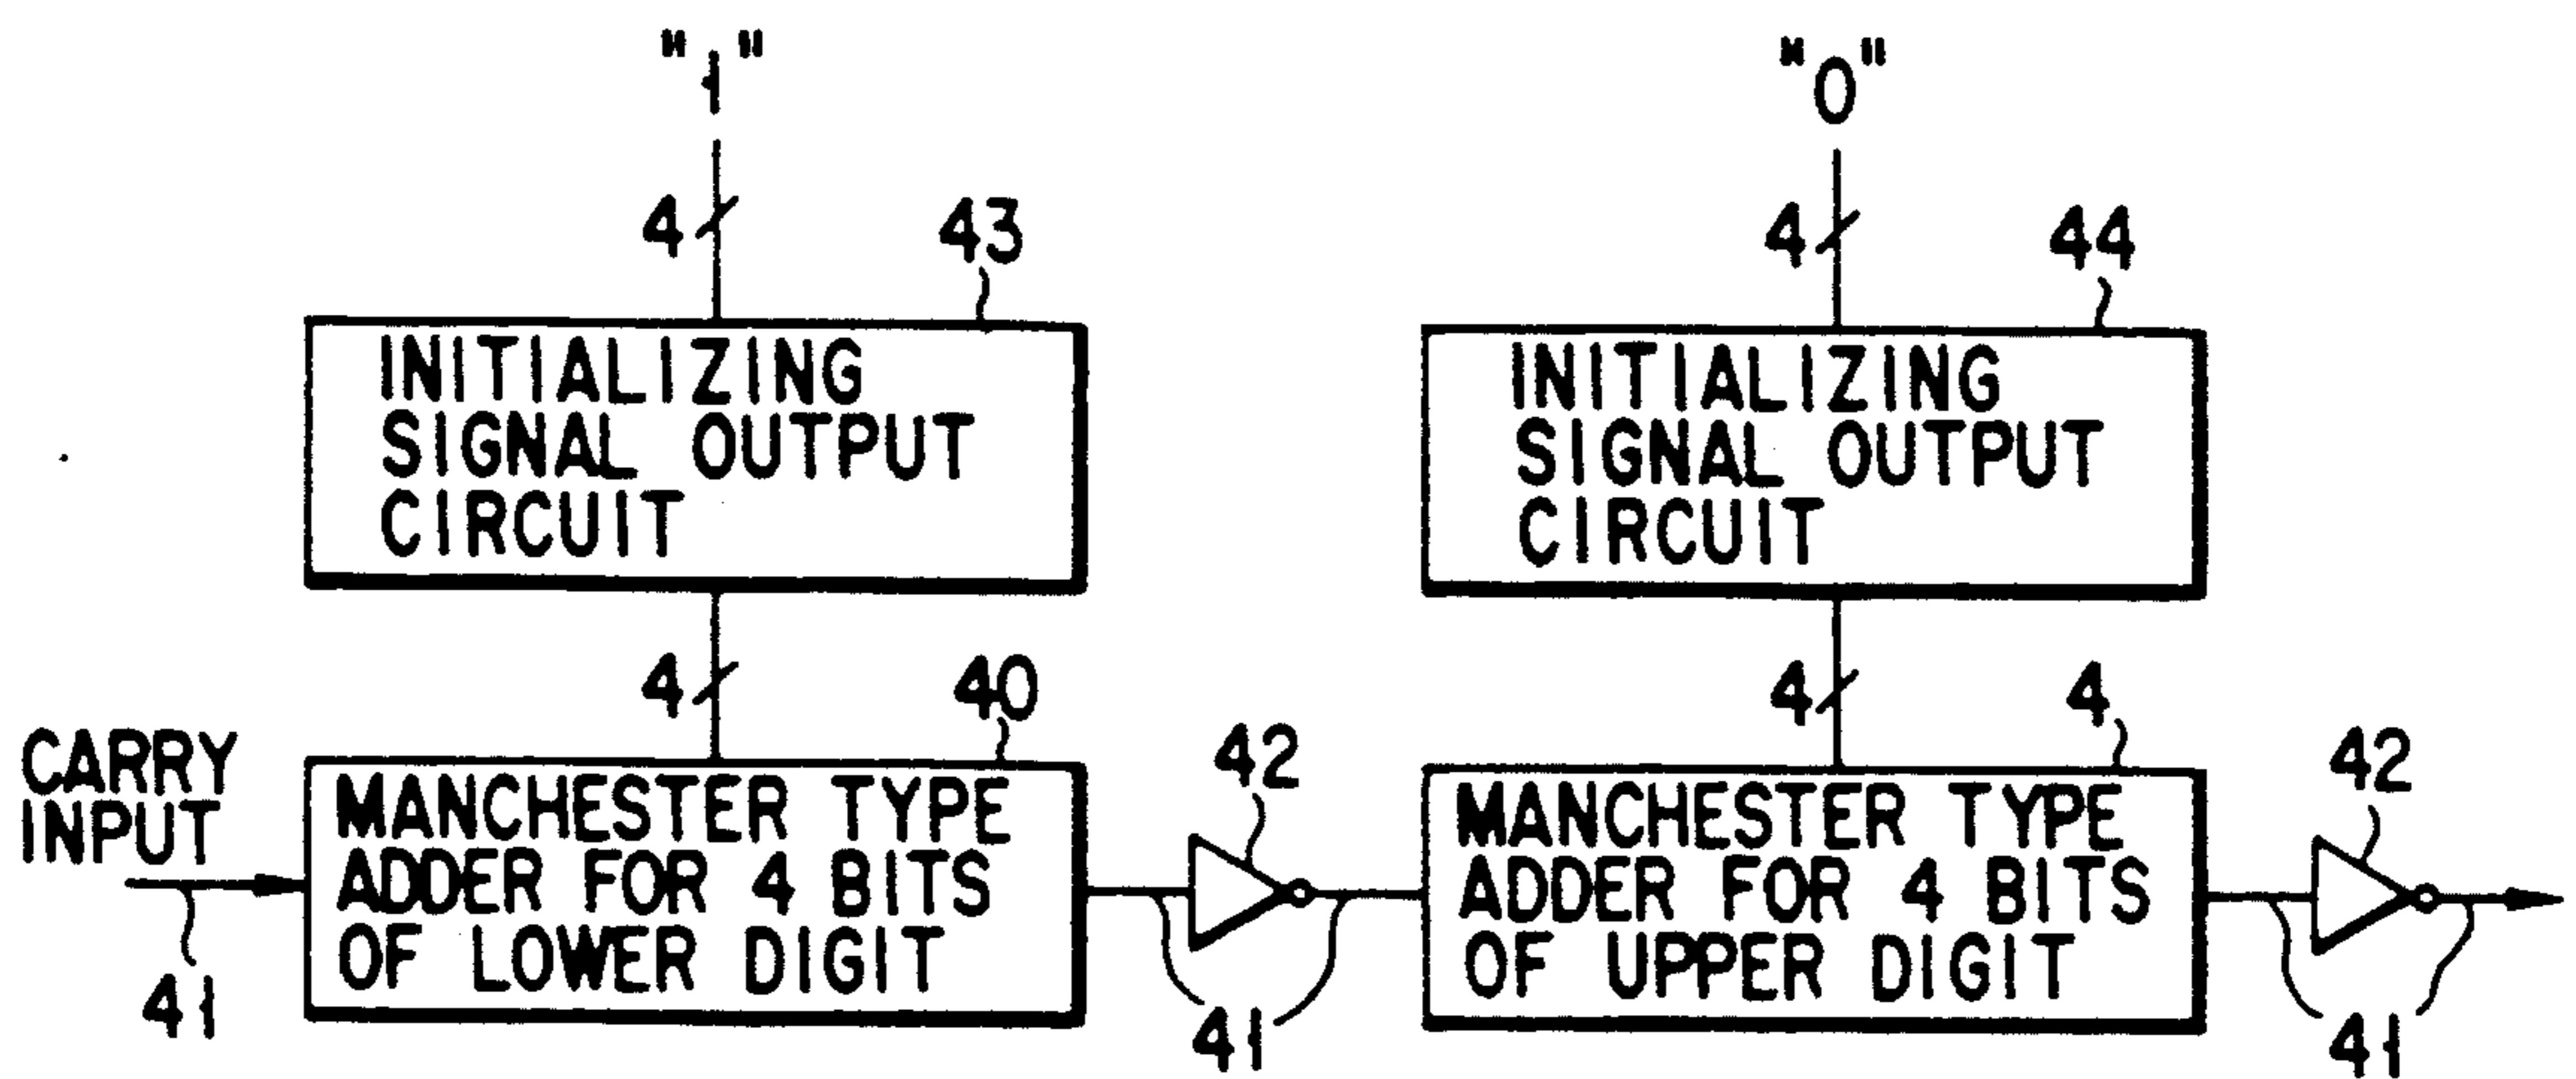 "1"
"0"
4
43
4
44
INITIALIZING
SIGNAL OUTPUT
CIRCUIT
INITIALIZING
SIGNAL OUTPUT
CIRCUIT
4
40
4
4
CARRY
INPUT
41
MANCHESTER TYPE
ADDER FOR 4 BITS
OF LOWER DIGIT
42
41
MANCHESTER TYPE
ADDER FOR 4 BITS
OF UPPER DIGIT
42
41